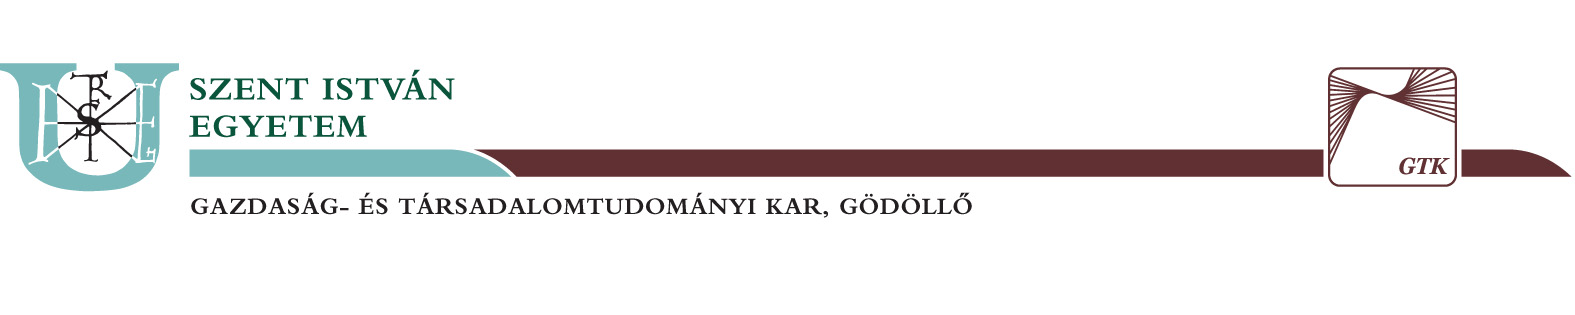 SZENT ISTVÁN
EGYETEM
GTK
GAZDASÁG- ÉS TÁRSADALOMTUDOMÁNYI KAR, GÖDÖLLŐ